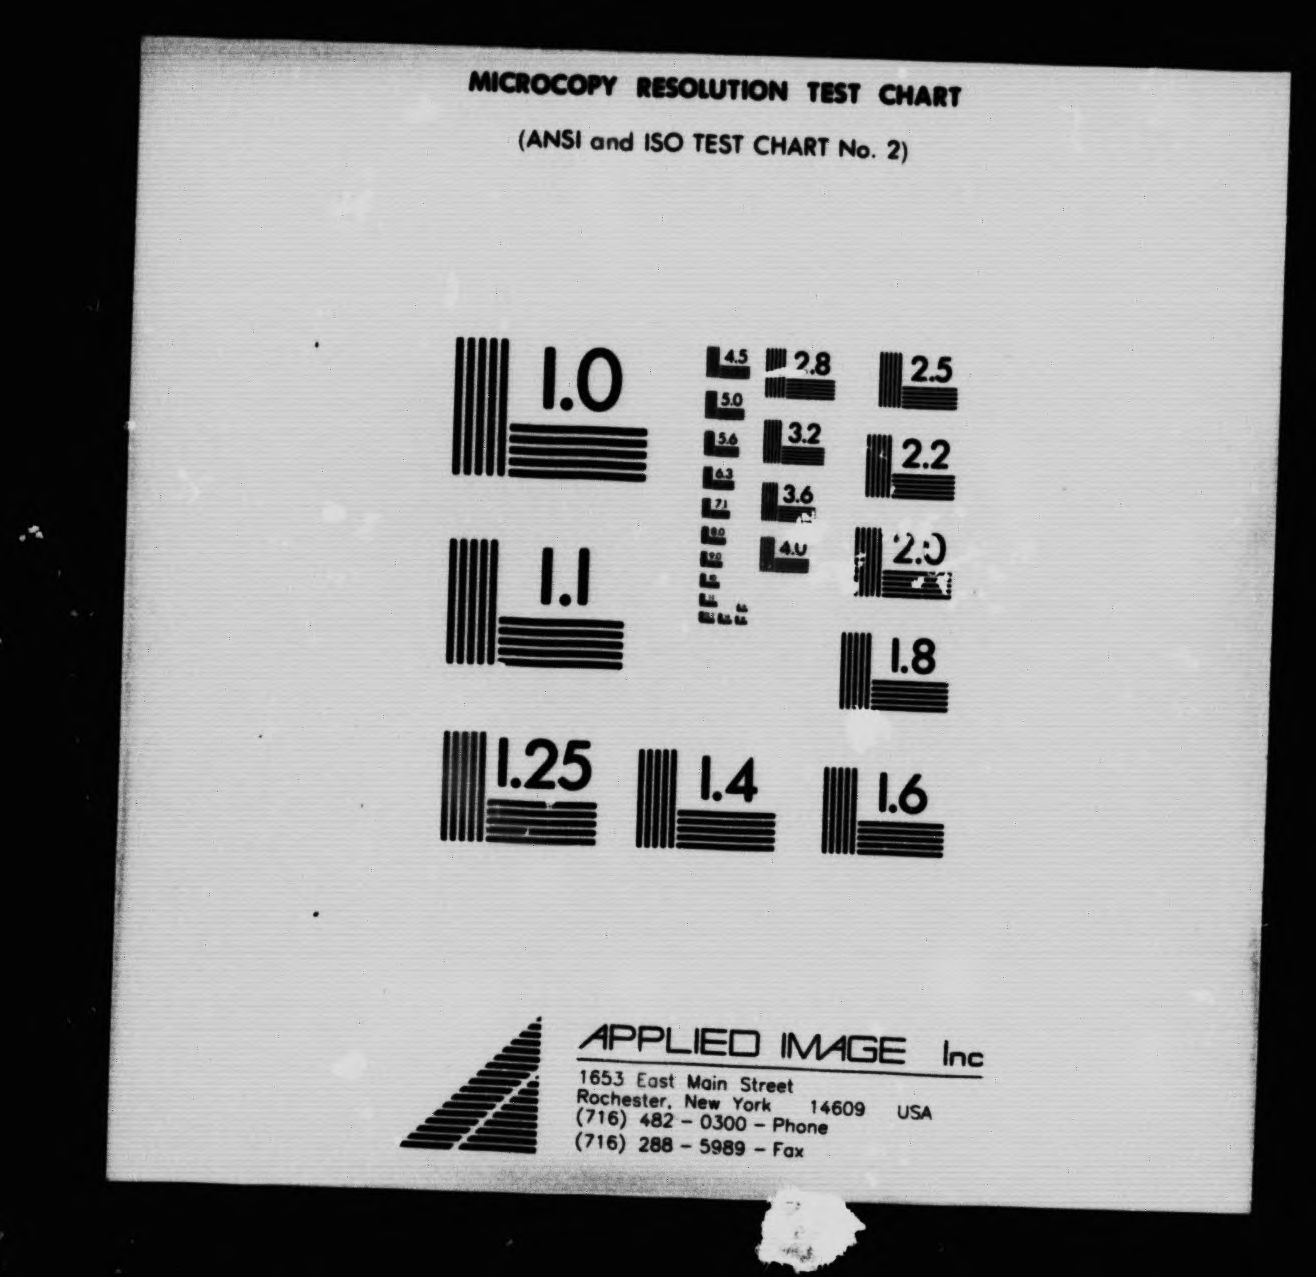 MICROCOPY RESOLUTION TEST CHART
(ANSI and ISO TEST CHART No. 2)
1.0
4.5
2.8
2.5
5.0
5.6
3.2
2.2
6.3
3.6
7.1
8.0
4.0
2.0
9.0
1.1
1.8
1.25
1.4
1.6
APPLIED IMAGE Inc
1653 East Main Street
Rochester, New York 14609 USA
(716) 482 - 0300 - Phone
(716) 288 - 5989 - Fax